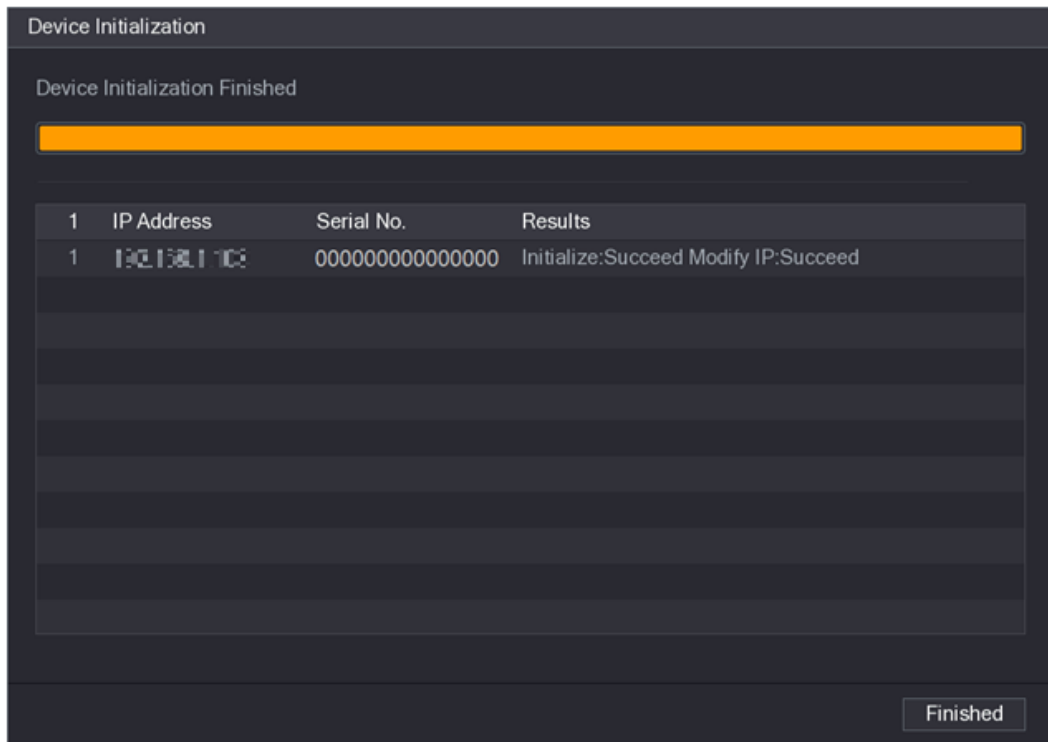 Device Initialization
Device Initialization Finished
1 IP Address Serial No. Results
1 000000000000000 Initialize:Succeed Modify IP:Succeed
Finished